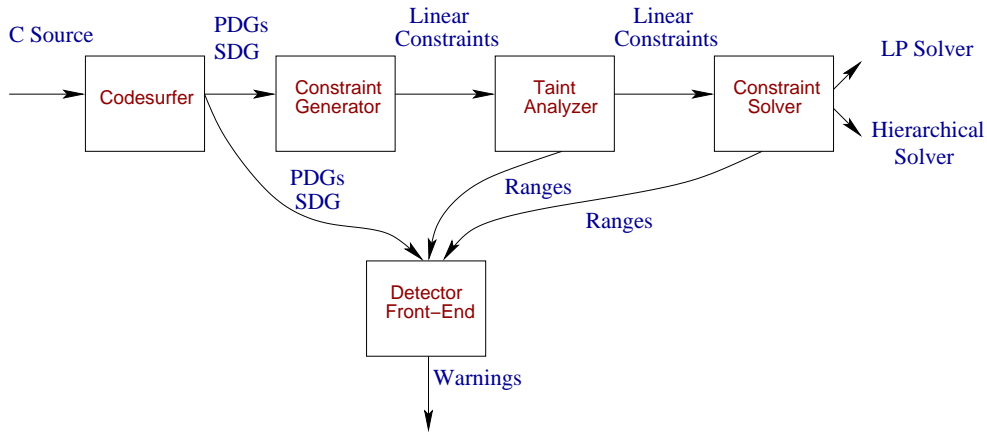 C Source
PDGs
SDG
Linear
Constraints
Linear
Constraints
LP Solver
Codesurfer
Constraint
Generator
Taint
Analyzer
Constraint
Solver
Hierarchical
Solver
PDGs
SDG
Ranges
Ranges
Detector
Front−End
Warnings